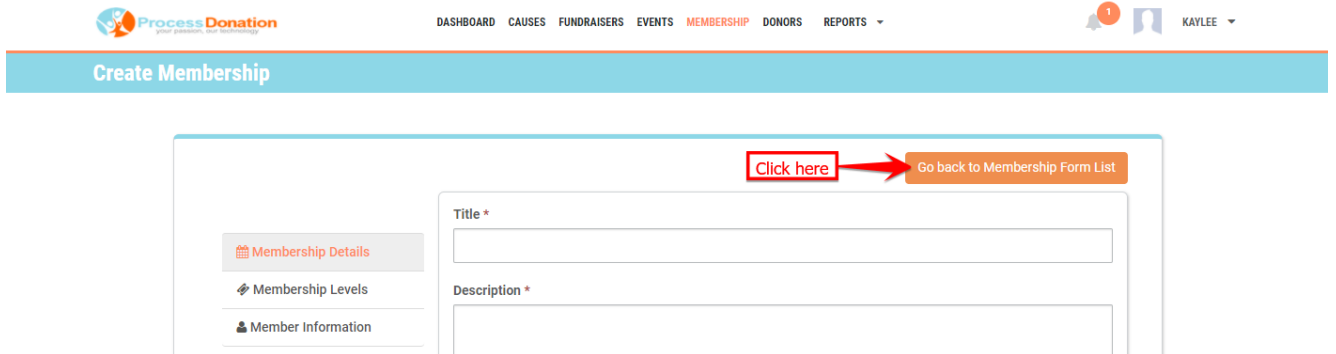 ProcessDonation
your passion, our technology
DASHBOARD CAUSES FUNDRAISERS EVENTS MEMBERSHIP DONORS REPORTS
1
KAYLEE
Create Membership
Click here
Go back to Membership Form List
Title *
Membership Details
Description *
Membership Levels
Member Information